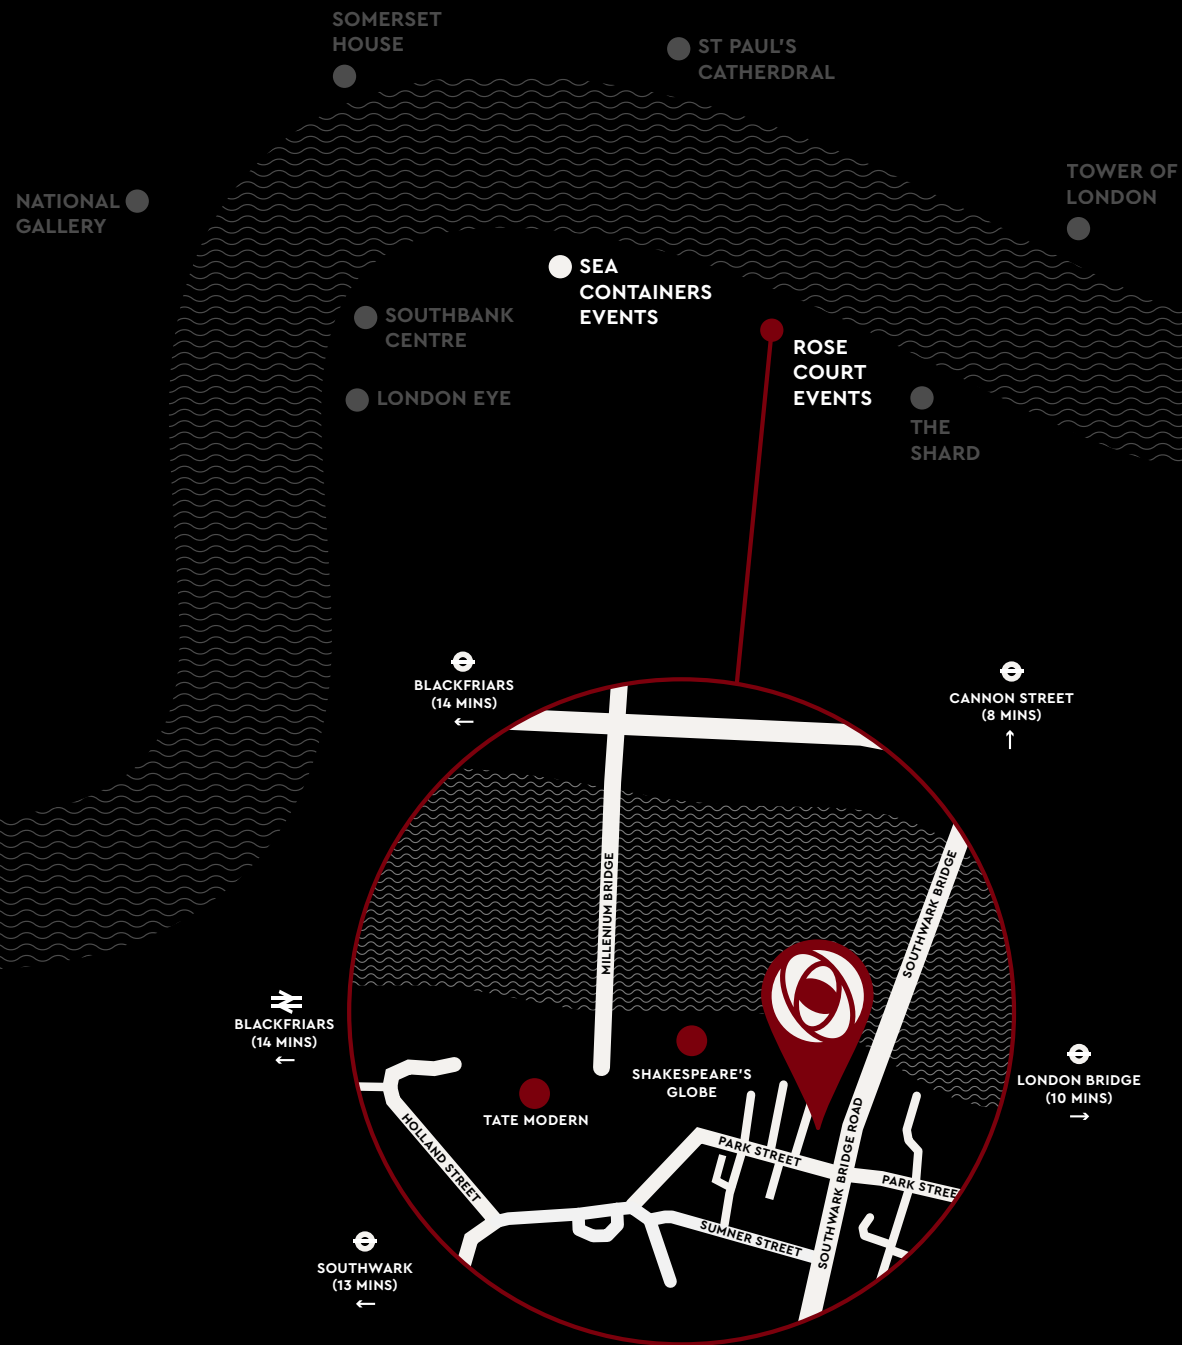 SOMERSET
HOUSE
ST PAUL'S
CATHERDRAL
TOWER OF
LONDON
NATIONAL
GALLERY
SEA
CONTAINERS
EVENTS
SOUTHBANK
CENTRE
ROSE
COURT
EVENTS
LONDON EYE
THE
SHARD
BLACKFRIARS
(14 MINS)
←
CANNON STREET
(8 MINS)
↑
MILLENIUM BRIDGE
SOUTHWARK BRIDGE
BLACKFRIARS
(14 MINS)
←
SHAKESPEARE'S
GLOBE
TATE MODERN
LONDON BRIDGE
(10 MINS)
→
HOLLAND STREET
PARK STREET
SOUTHWARK BRIDGE ROAD
PARK STREE
SUMNER STREET
SOUTHWARK
(13 MINS)
←